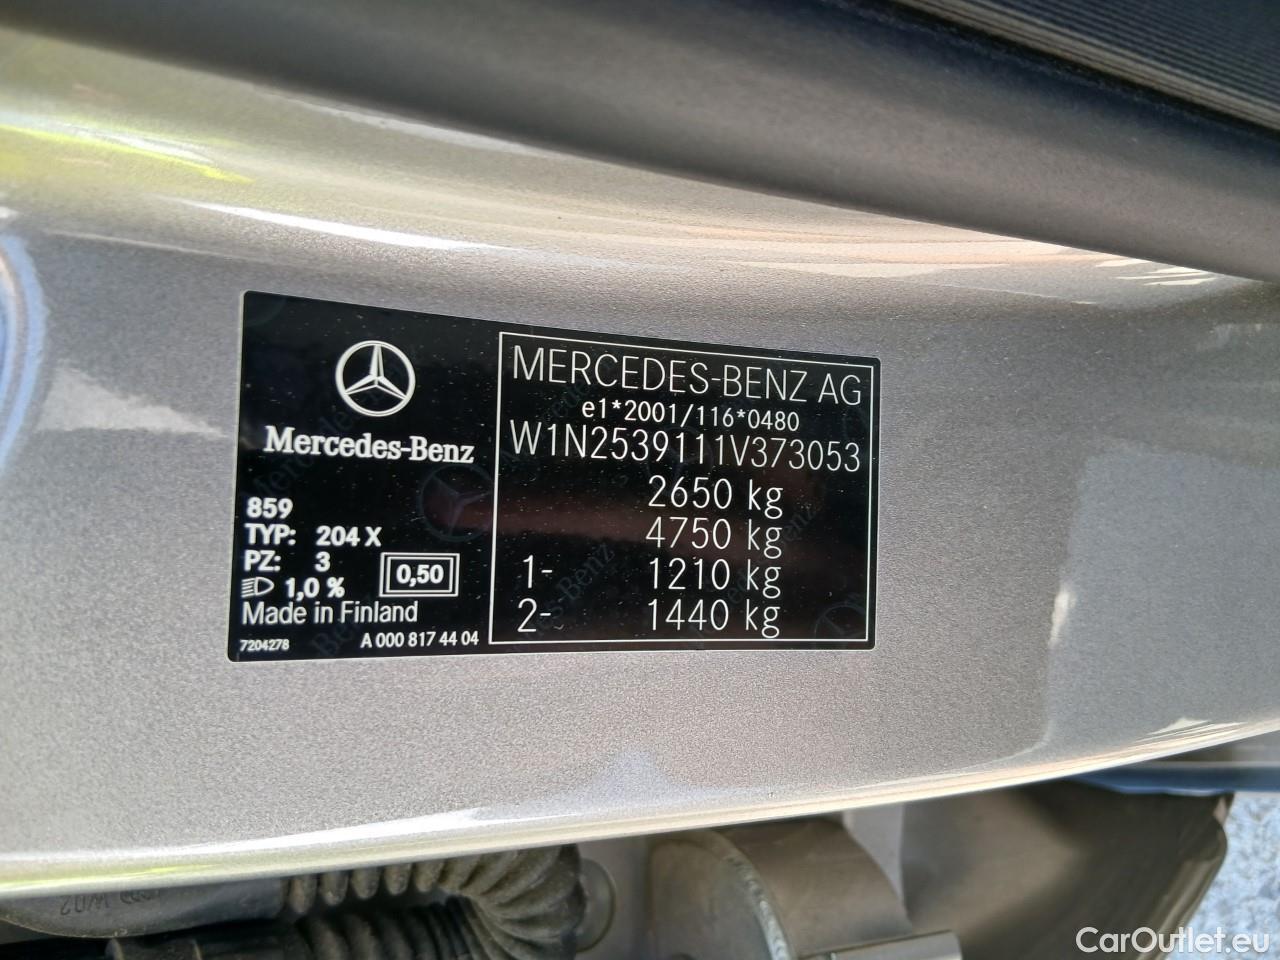 Mercedes-Benz
859
TYP: 204 X
PZ: 3
1,0 %
0,50
Made in Finland
7204278
A 000 817 44 04
MERCEDES-BENZ AG
e1*2001/116*0480
W1N2539111V373053
2650 kg
4750 kg
1- 1210 kg
2- 1440 kg
CarOutlet.eu